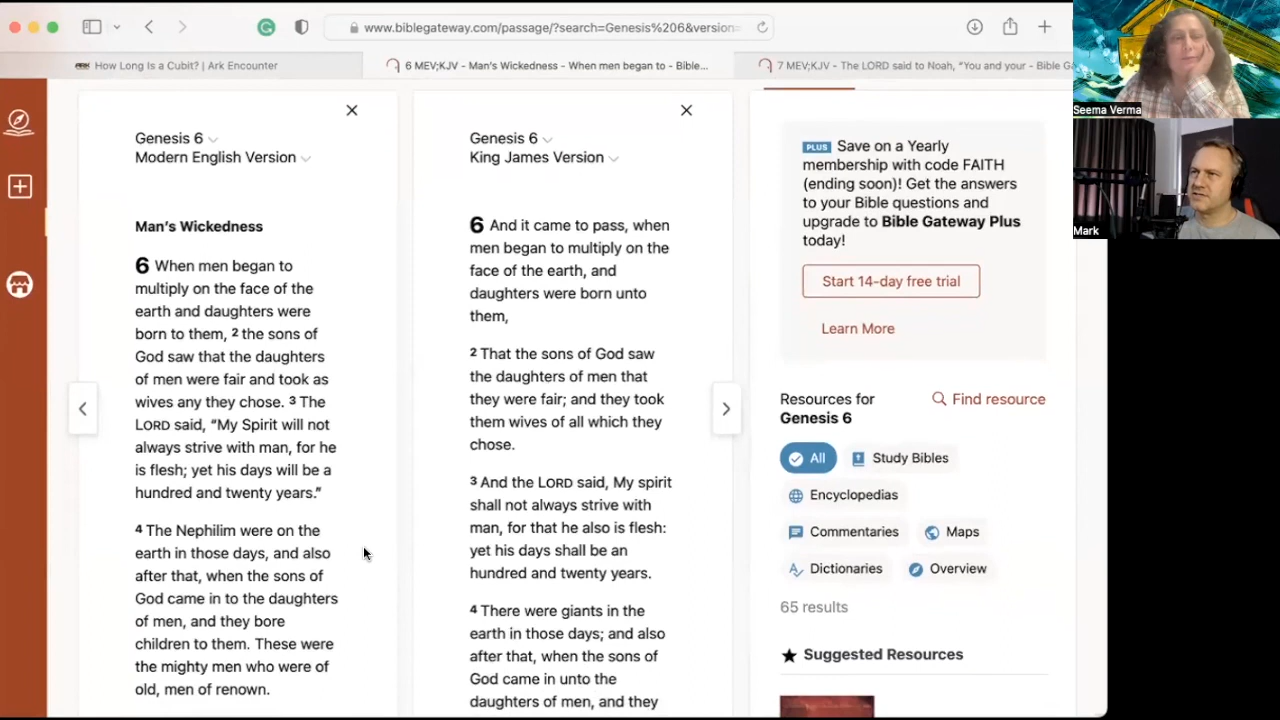 www.biblegateway.com/passage/?search=Genesis%206&version=
How Long Is a Cubit? | Ark Encounter
6 MEV;KJV - Man's Wickedness - When men began to - Bible...
7 MEV;KJV - The LORD said to Noah, “You and your - Bible Ga
Genesis 6
Modern English Version
Man’s Wickedness
6 When men began to
multiply on the face of the
earth and daughters were
born to them, 2 the sons of
God saw that the daughters
of men were fair and took as
wives any they chose. 3 The
LORD said, “My Spirit will not
always strive with man, for he
is flesh; yet his days will be a
hundred and twenty years.”
4 The Nephilim were on the
earth in those days, and also
after that, when the sons of
God came in to the daughters
of men, and they bore
children to them. These were
the mighty men who were of
old, men of renown.
Genesis 6
King James Version
6 And it came to pass, when
men began to multiply on the
face of the earth, and
daughters were born unto
them,
2 That the sons of God saw
the daughters of men that
they were fair; and they took
them wives of all which they
chose.
3 And the LORD said, My spirit
shall not always strive with
man, for that he also is flesh:
yet his days shall be an
hundred and twenty years.
4 There were giants in the
earth in those days; and also
after that, when the sons of
God came in unto the
daughters of men, and they
PLUS Save on a Yearly
membership with code FAITH
(ending soon)! Get the answers
to your Bible questions and
upgrade to Bible Gateway Plus
today!
Start 14-day free trial
Learn More
Resources for
Genesis 6
Find resource
All
Study Bibles
Encyclopedias
Commentaries
Maps
Dictionaries
Overview
65 results
Suggested Resources
Seema Verma
Mark